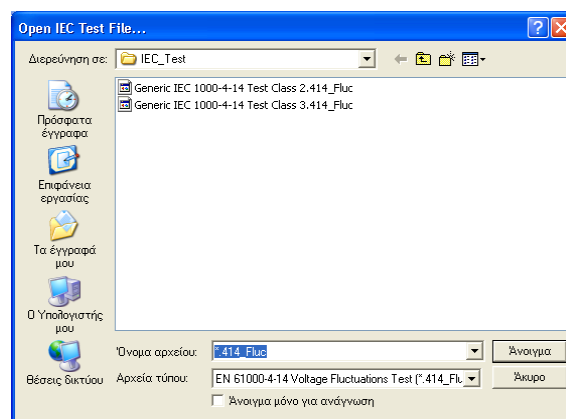 Open IEC Test File...
Διερεύνηση σε:
IEC_Test
Generic IEC 1000-4-14 Test Class 2.414_Fluc
Generic IEC 1000-4-14 Test Class 3.414_Fluc
Πρόσφατα
έγγραφα
Επιφάνεια
εργασίας
Τα έγγραφά
μου
Ο Υπολογιστής
μου
Θέσεις δικτύου
Όνομα αρχείου:
*.414_Fluc
Άνοιγμα
Αρχεία τύπου:
EN 61000-4-14 Voltage Fluctuations Test (*.414_Flu
Άκυρο
Άνοιγμα μόνο για ανάγνωση